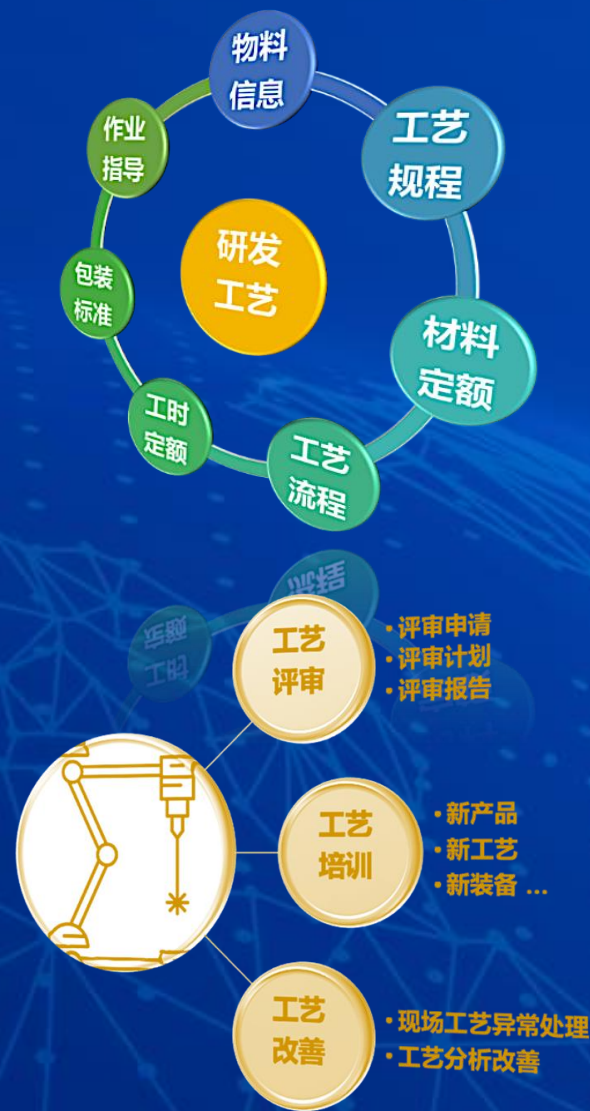 物料
信息
工艺
规程
材料
定额
工艺
流程
工时
定额
包装
标准
作业
指导
研发
工艺
工艺
评审
•评审申请
•评审计划
•评审报告
工艺
培训
•新产品
•新工艺
•新装备 ...
工艺
改善
•现场工艺异常处理
•工艺分析改善